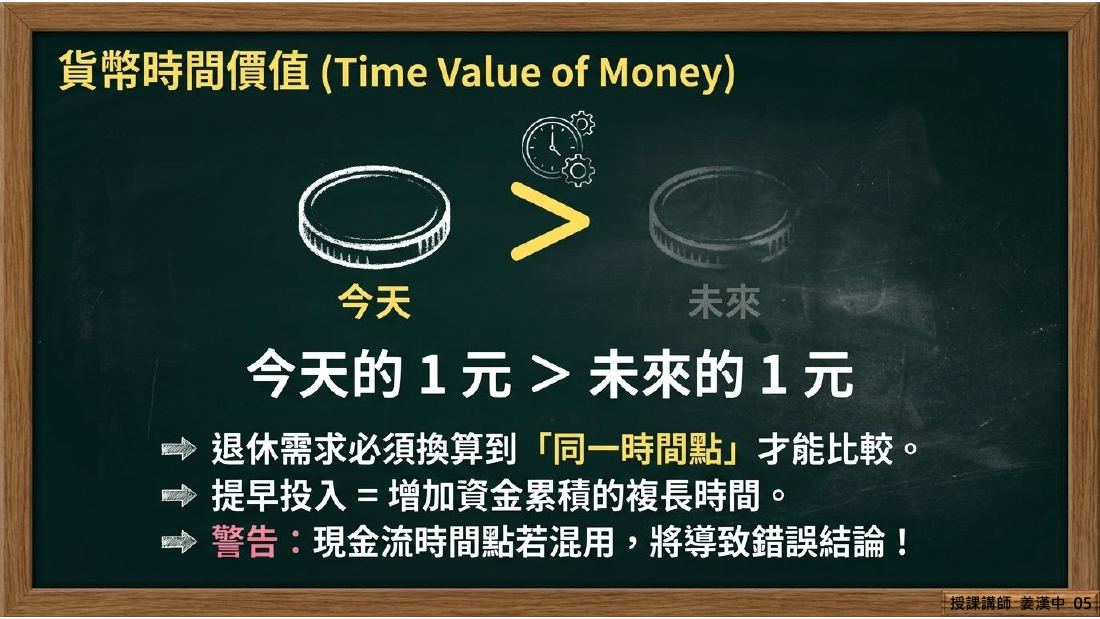 貨幣時間價值 (Time Value of Money)
今天
未來
今天的 1 元 > 未來的 1 元
退休需求必須換算到「同一時間點」才能比較。
提早投入 = 增加資金累積的複長時間。
警告：現金流時間點若混用，將導致錯誤結論！
授課講師 姜漢中 05